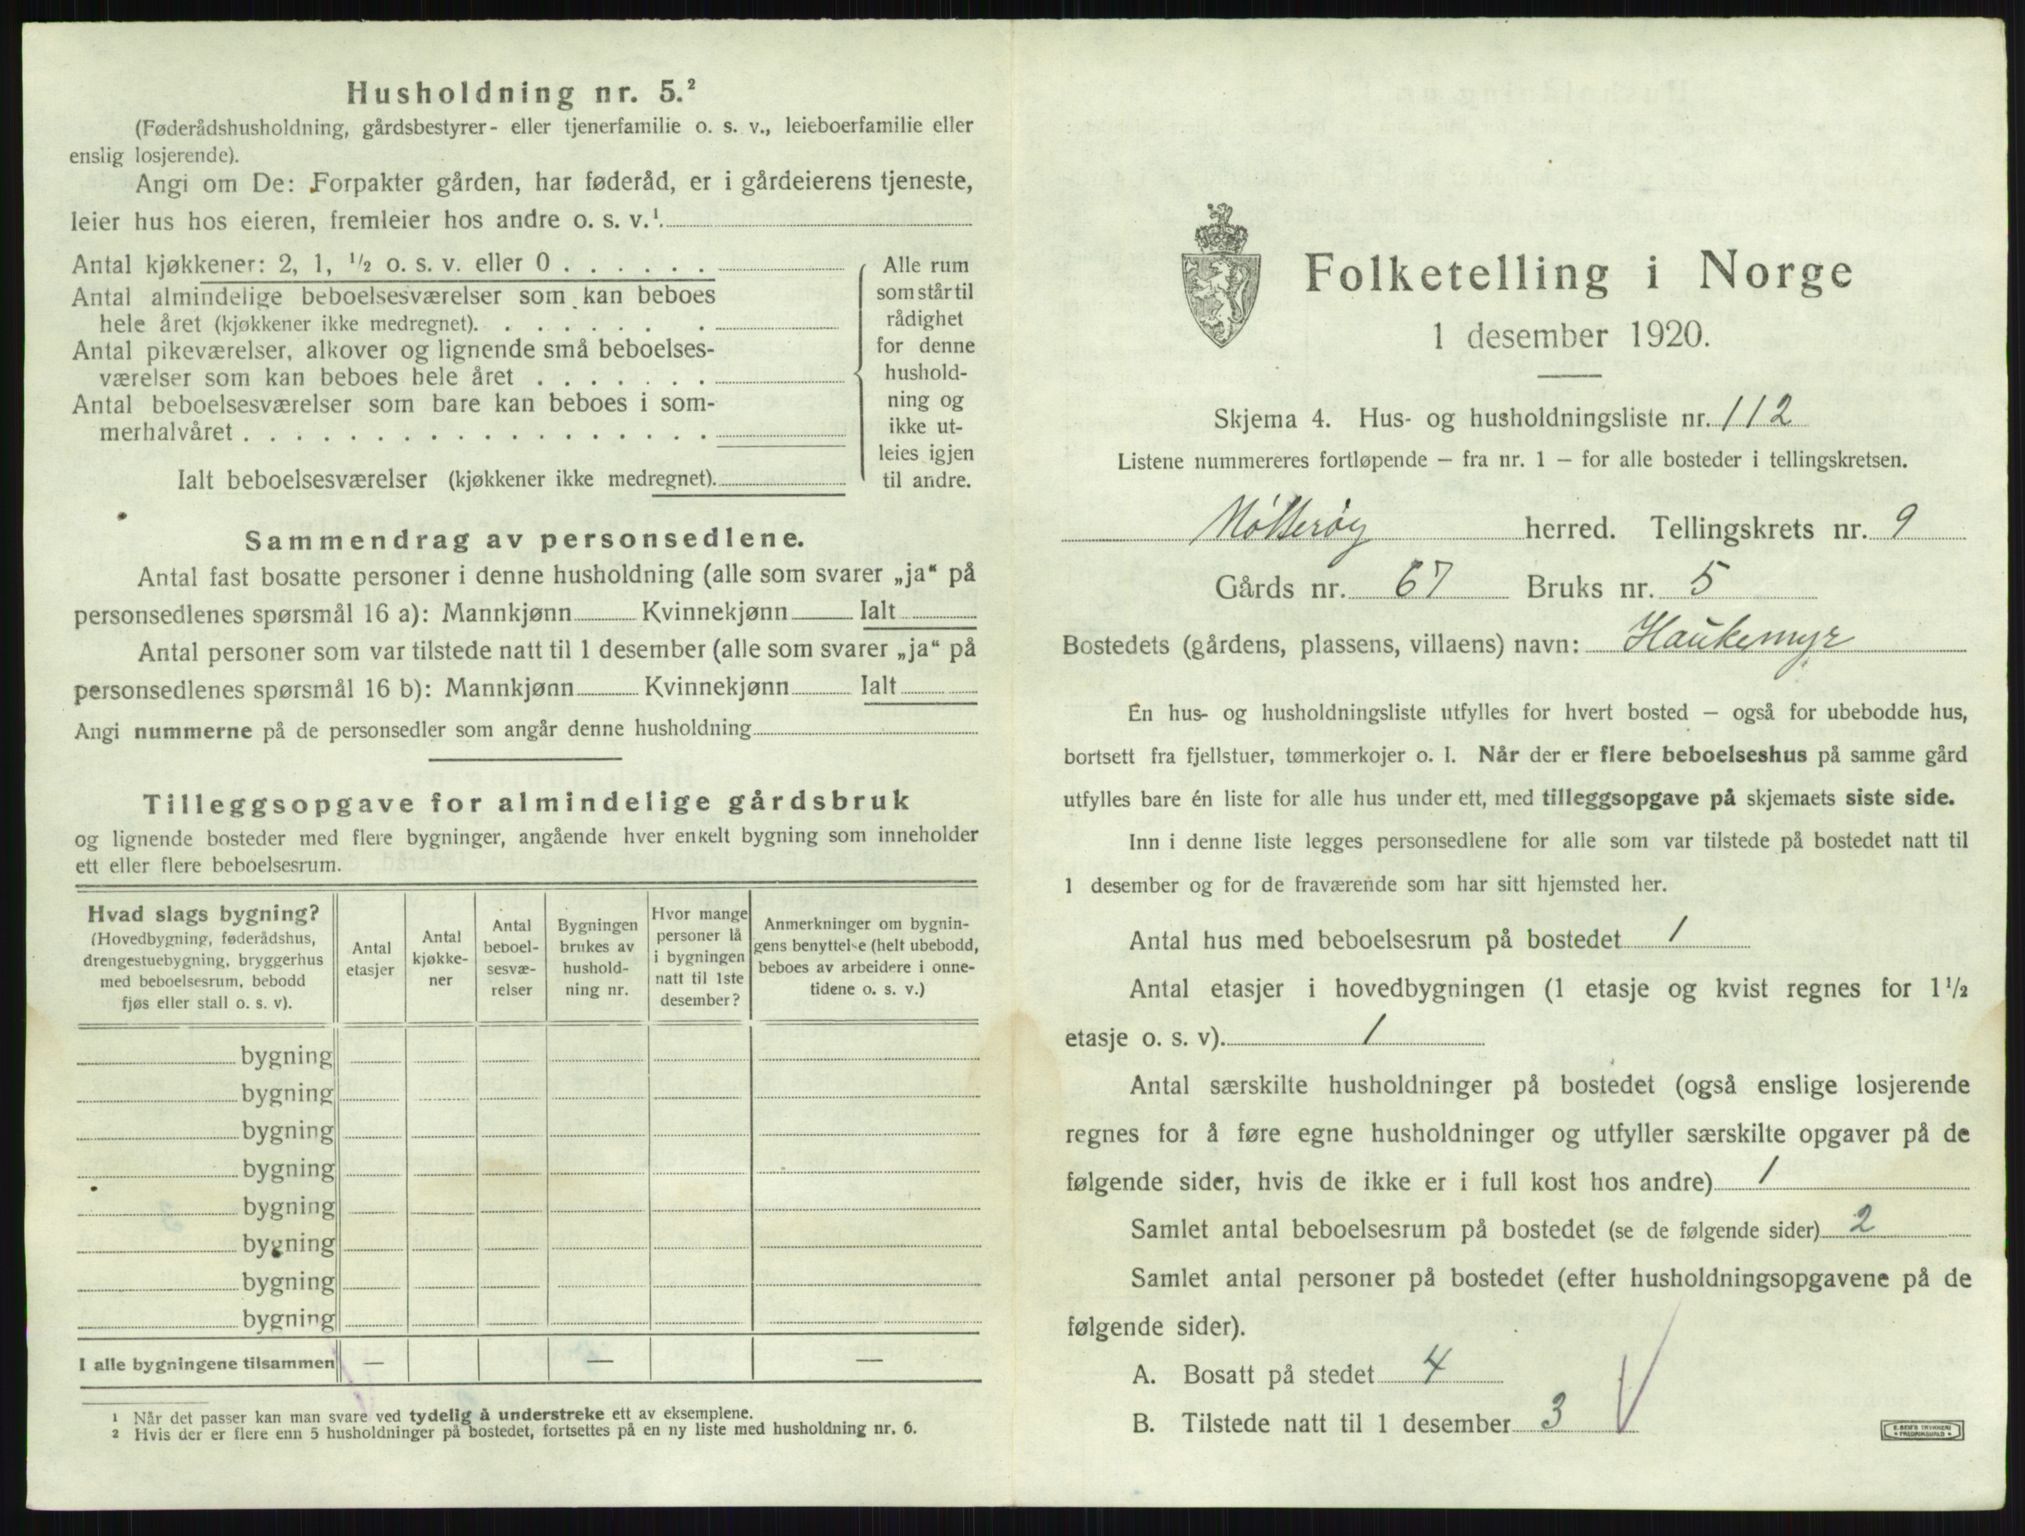 Husholdning nr. 5.²
(Føderådshusholdning, gårdsbestyrer- eller tjenerfamilie o. s. v., leieboerfamilie eller
enslig losjerende).
Angi om De: Forpakter gården, har føderåd, er i gårdeierens tjeneste,
leier hus hos eieren, fremleier hos andre o. s. v.¹.
Antal kjøkkener: 2, 1, ½ o. s. v. eller 0 . . . . . .
Antal almindelige beboelsesværelser som kan beboes
hele året (kjøkkener ikke medregnet). . . . . . . .
Antal pikeværelser, alkover og lignende små beboelses-
værelser som kan beboes hele året . . . . . . .
Antal beboelsesværelser som bare kan beboes i som-
merhalvåret . . . . . . . . . . . . . . . . . .
Ialt beboelsesværelser (kjøkkener ikke medregnet).
Alle rum
som står til
rådighet
for denne
hushold-
ning og
ikke ut-
leies igjen
til andre.
Sammendrag av personsedlene.
Antal fast bosatte personer i denne husholdning (alle som svarer „ja“ på
personsedlenes spørsmål 16 a): Mannkjønn Kvinnekjønn Ialt
Antal personer som var tilstede natt til 1 desember (alle som svarer „ja“ på
personsedlenes spørsmål 16 b): Mannkjønn Kvinnekjønn Ialt
Angi nummerne på de personsedler som angår denne husholdning
Tilleggsopgave for almindelige gårdsbruk
og lignende bosteder med flere bygninger, angående hver enkelt bygning som inneholder
ett eller flere beboelsesrum.
Hvad slags bygning?
(Hovedbygning, føderådshus,
drengestuebygning, bryggerhus
med beboelsesrum, bebodd
fjøs eller stall o. s. v).
Antal
etasjer
Antal
kjøkke-
ner
Antal
beboel-
sesvæ-
relser
Bygningen
brukes av
hushold-
ning nr.
Hvor mange
personer lå
i bygningen
natt til 1ste
desember?
Anmerkninger om bygnin-
gens benyttelse (helt ubebodd,
beboes av arbeidere i onne-
tidene o. s. v.)
bygning
bygning
bygning
bygning
bygning
bygning
bygning
bygning
I alle bygningene tilsammen — — —
¹ Når det passer kan man svare ved tydelig å understreke ett av eksemplene.
² Hvis der er flere enn 5 husholdninger på bostedet, fortsettes på en ny liste med husholdning nr. 6.
Folketelling i Norge
1 desember 1920.
Skjema 4. Hus- og husholdningsliste nr. 112
Listene nummereres fortløpende – fra nr. 1 – for alle bosteder i tellingskretsen.
Nøtterøy herred. Tellingskrets nr. 9
Gårds nr. 67 Bruks nr. 5
Bostedets (gårdens, plassens, villaens) navn: Haukemyr
En hus- og husholdningsliste utfylles for hvert bosted – også for ubebodde hus,
bortsett fra fjellstuer, tømmerkojer o. l. Når der er flere beboelseshus på samme gård
utfylles bare én liste for alle hus under ett, med tilleggsopgave på skjemaets siste side.
Inn i denne liste legges personsedlene for alle som var tilstede på bostedet natt til
1 desember og for de fraværende som har sitt hjemsted her.
Antal hus med beboelsesrum på bostedet 1
Antal etasjer i hovedbygningen (1 etasje og kvist regnes for 1½
etasje o. s. v). 1
Antal særskilte husholdninger på bostedet (også enslige losjerende
regnes for å føre egne husholdninger og utfyller særskilte opgaver på de
følgende sider, hvis de ikke er i full kost hos andre) 1
Samlet antal beboelsesrum på bostedet (se de følgende sider) 2
Samlet antal personer på bostedet (efter husholdningsopgavene på de
følgende sider).
A. Bosatt på stedet 4
B. Tilstede natt til 1 desember 3